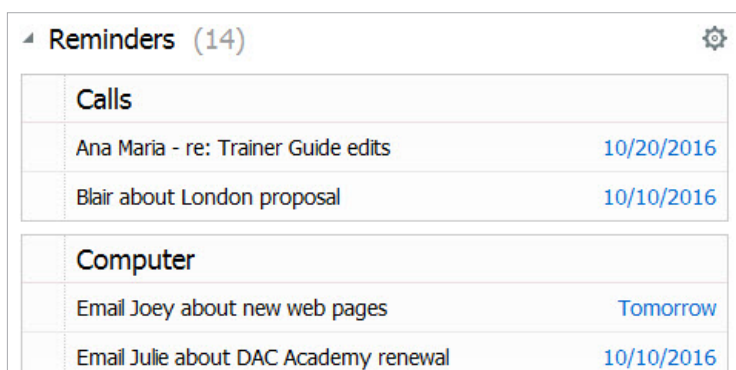 Reminders (14)
Calls
Ana Maria - re: Trainer Guide edits 10/20/2016
Blair about London proposal 10/10/2016
Computer
Email Joey about new web pages Tomorrow
Email Julie about DAC Academy renewal 10/10/2016